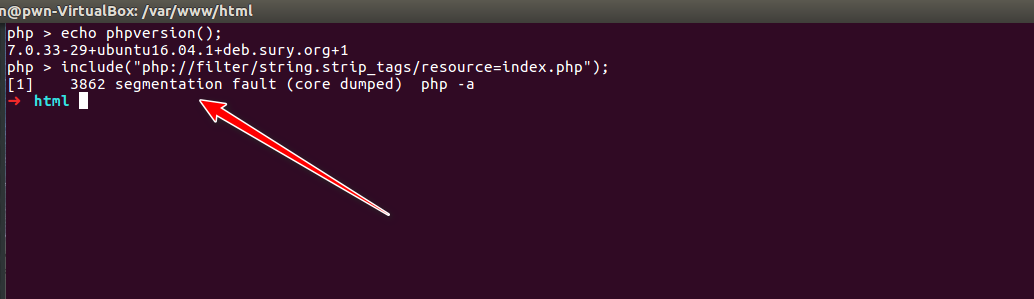 n@pwn-VirtualBox: /var/www/html
php > echo phpversion();
7.0.33-29+ubuntu16.04.1+deb.sury.org+1
php > include("php://filter/string.strip_tags/resource=index.php");
[1]    3862 segmentation fault (core dumped)  php -a
➜  html